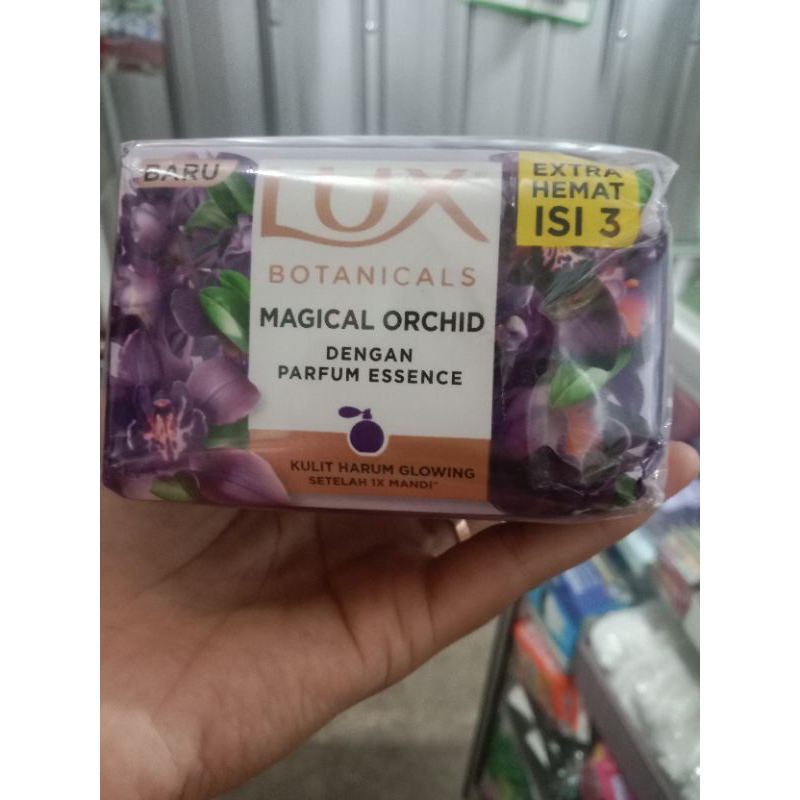 BARU
LUX
BOTANICALS
MAGICAL ORCHID
DENGAN
PARFUM ESSENCE
KULIT HARUM GLOWING
SETELAH 1X MANDI*
EXTRA
HEMAT
ISI 3